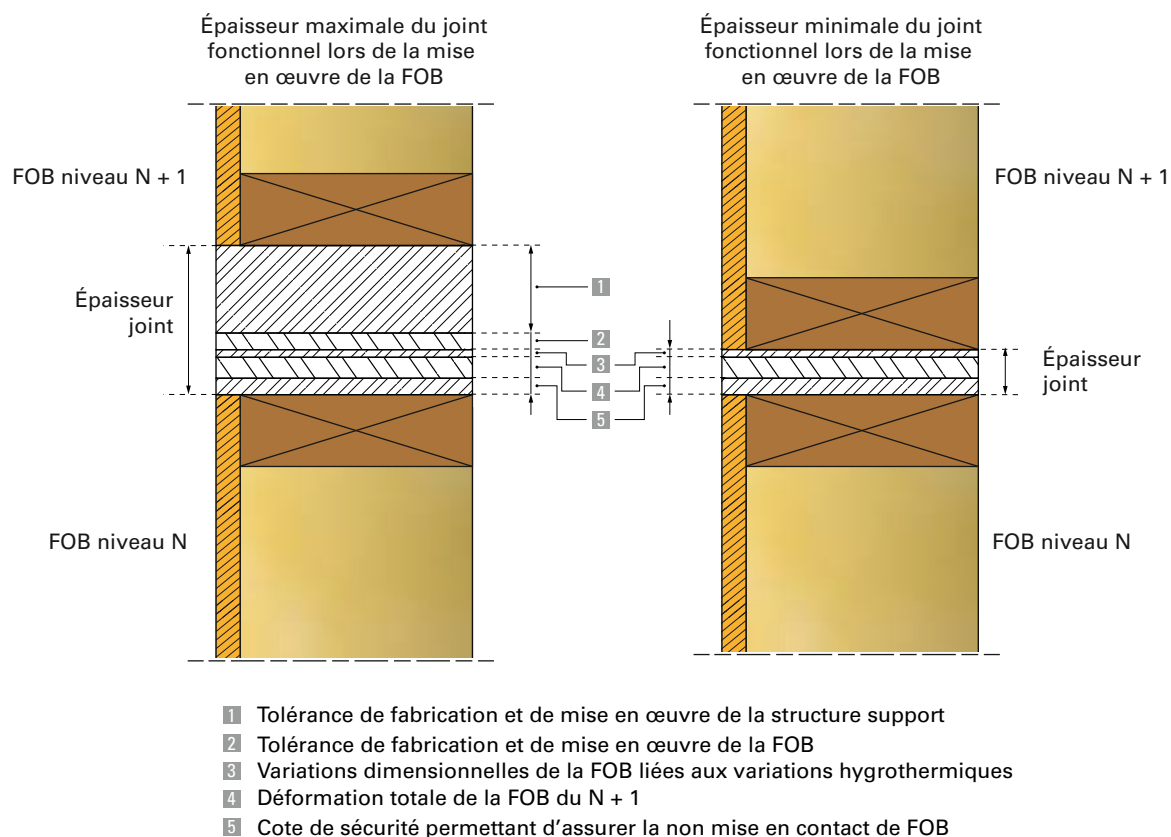 Épaisseur maximale du joint
fonctionnel lors de la mise
en œuvre de la FOB
Épaisseur minimale du joint
fonctionnel lors de la mise
en œuvre de la FOB
FOB niveau N + 1
FOB niveau N + 1
Épaisseur
joint
1
2
3
4
5
Épaisseur
joint
FOB niveau N
FOB niveau N
1 Tolérance de fabrication et de mise en œuvre de la structure support
2 Tolérance de fabrication et de mise en œuvre de la FOB
3 Variations dimensionnelles de la FOB liées aux variations hygrothermiques
4 Déformation totale de la FOB du N + 1
5 Cote de sécurité permettant d'assurer la non mise en contact de FOB